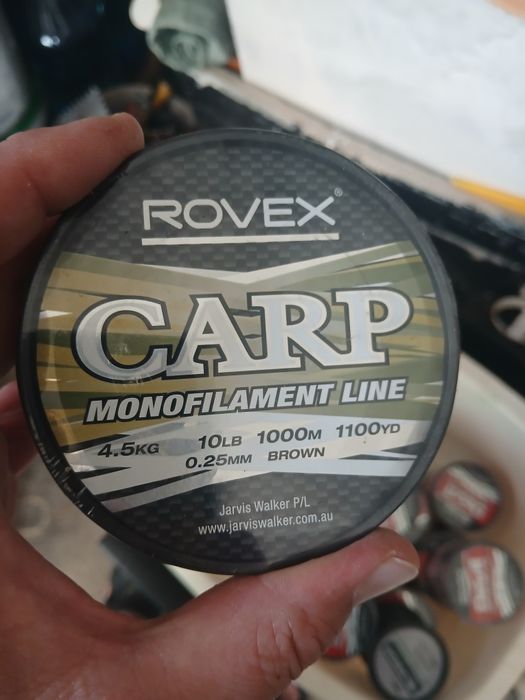 ROVEX®
CARP
MONOFILAMENT LINE
4.5KG 10LB 1000M 1100YD
0.25MM BROWN
Jarvis Walker P/L
www.jarviswalker.com.au